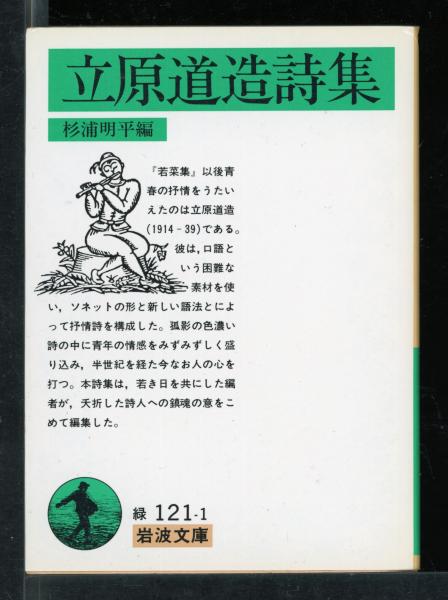 立原道造詩集
杉浦明平編
『若菜集』以後青
春の抒情をうたい
えたのは立原道造
(1914-39)である。
彼は,口語と
いう困難な
素材を使
い,ソネットの形と新しい語法とによ
って抒情詩を構成した。孤影の色濃い
詩の中に青年の情感をみずみずしく盛
り込み,半世紀を経た今なお人の心を
打つ。本詩集は,若き日を共にした編
者が,夭折した詩人への鎮魂の意をこ
めて編集した。
緑 121-1
岩波文庫